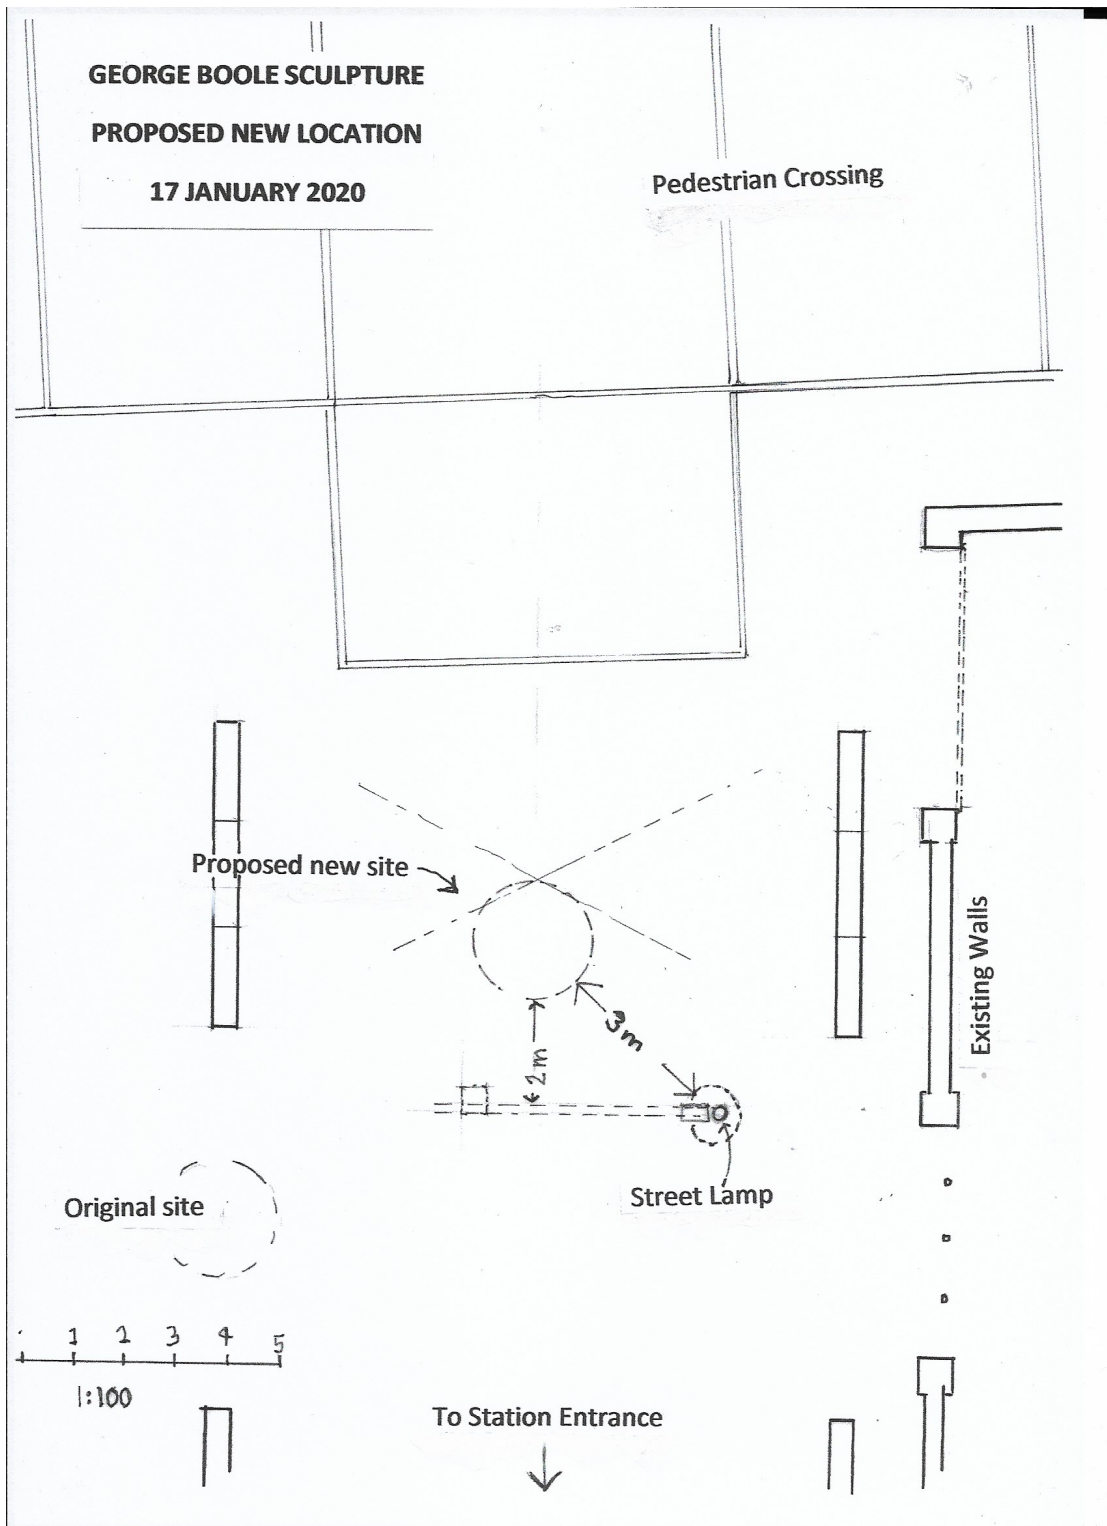 GEORGE BOOLE SCULPTURE
PROPOSED NEW LOCATION
17 JANUARY 2020
Pedestrian Crossing
Proposed new site
Existing Walls
3m
2m
Street Lamp
Original site
1 2 3 4 5
1:100
To Station Entrance